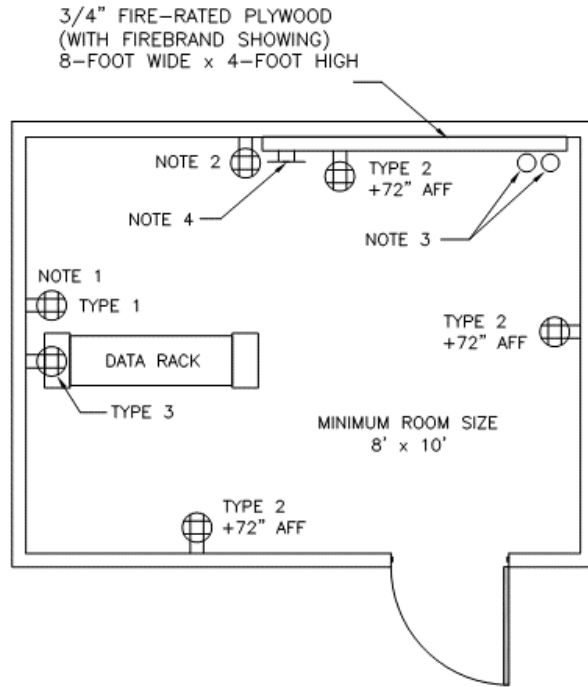 3/4” FIRE–RATED PLYWOOD
(WITH FIREBRAND SHOWING)
8–FOOT WIDE x 4–FOOT HIGH
NOTE 2
TYPE 2
+72” AFF
NOTE 4
NOTE 3
NOTE 1
TYPE 1
TYPE 2
+72” AFF
DATA RACK
TYPE 3
MINIMUM ROOM SIZE
8' x 10'
TYPE 2
+72” AFF